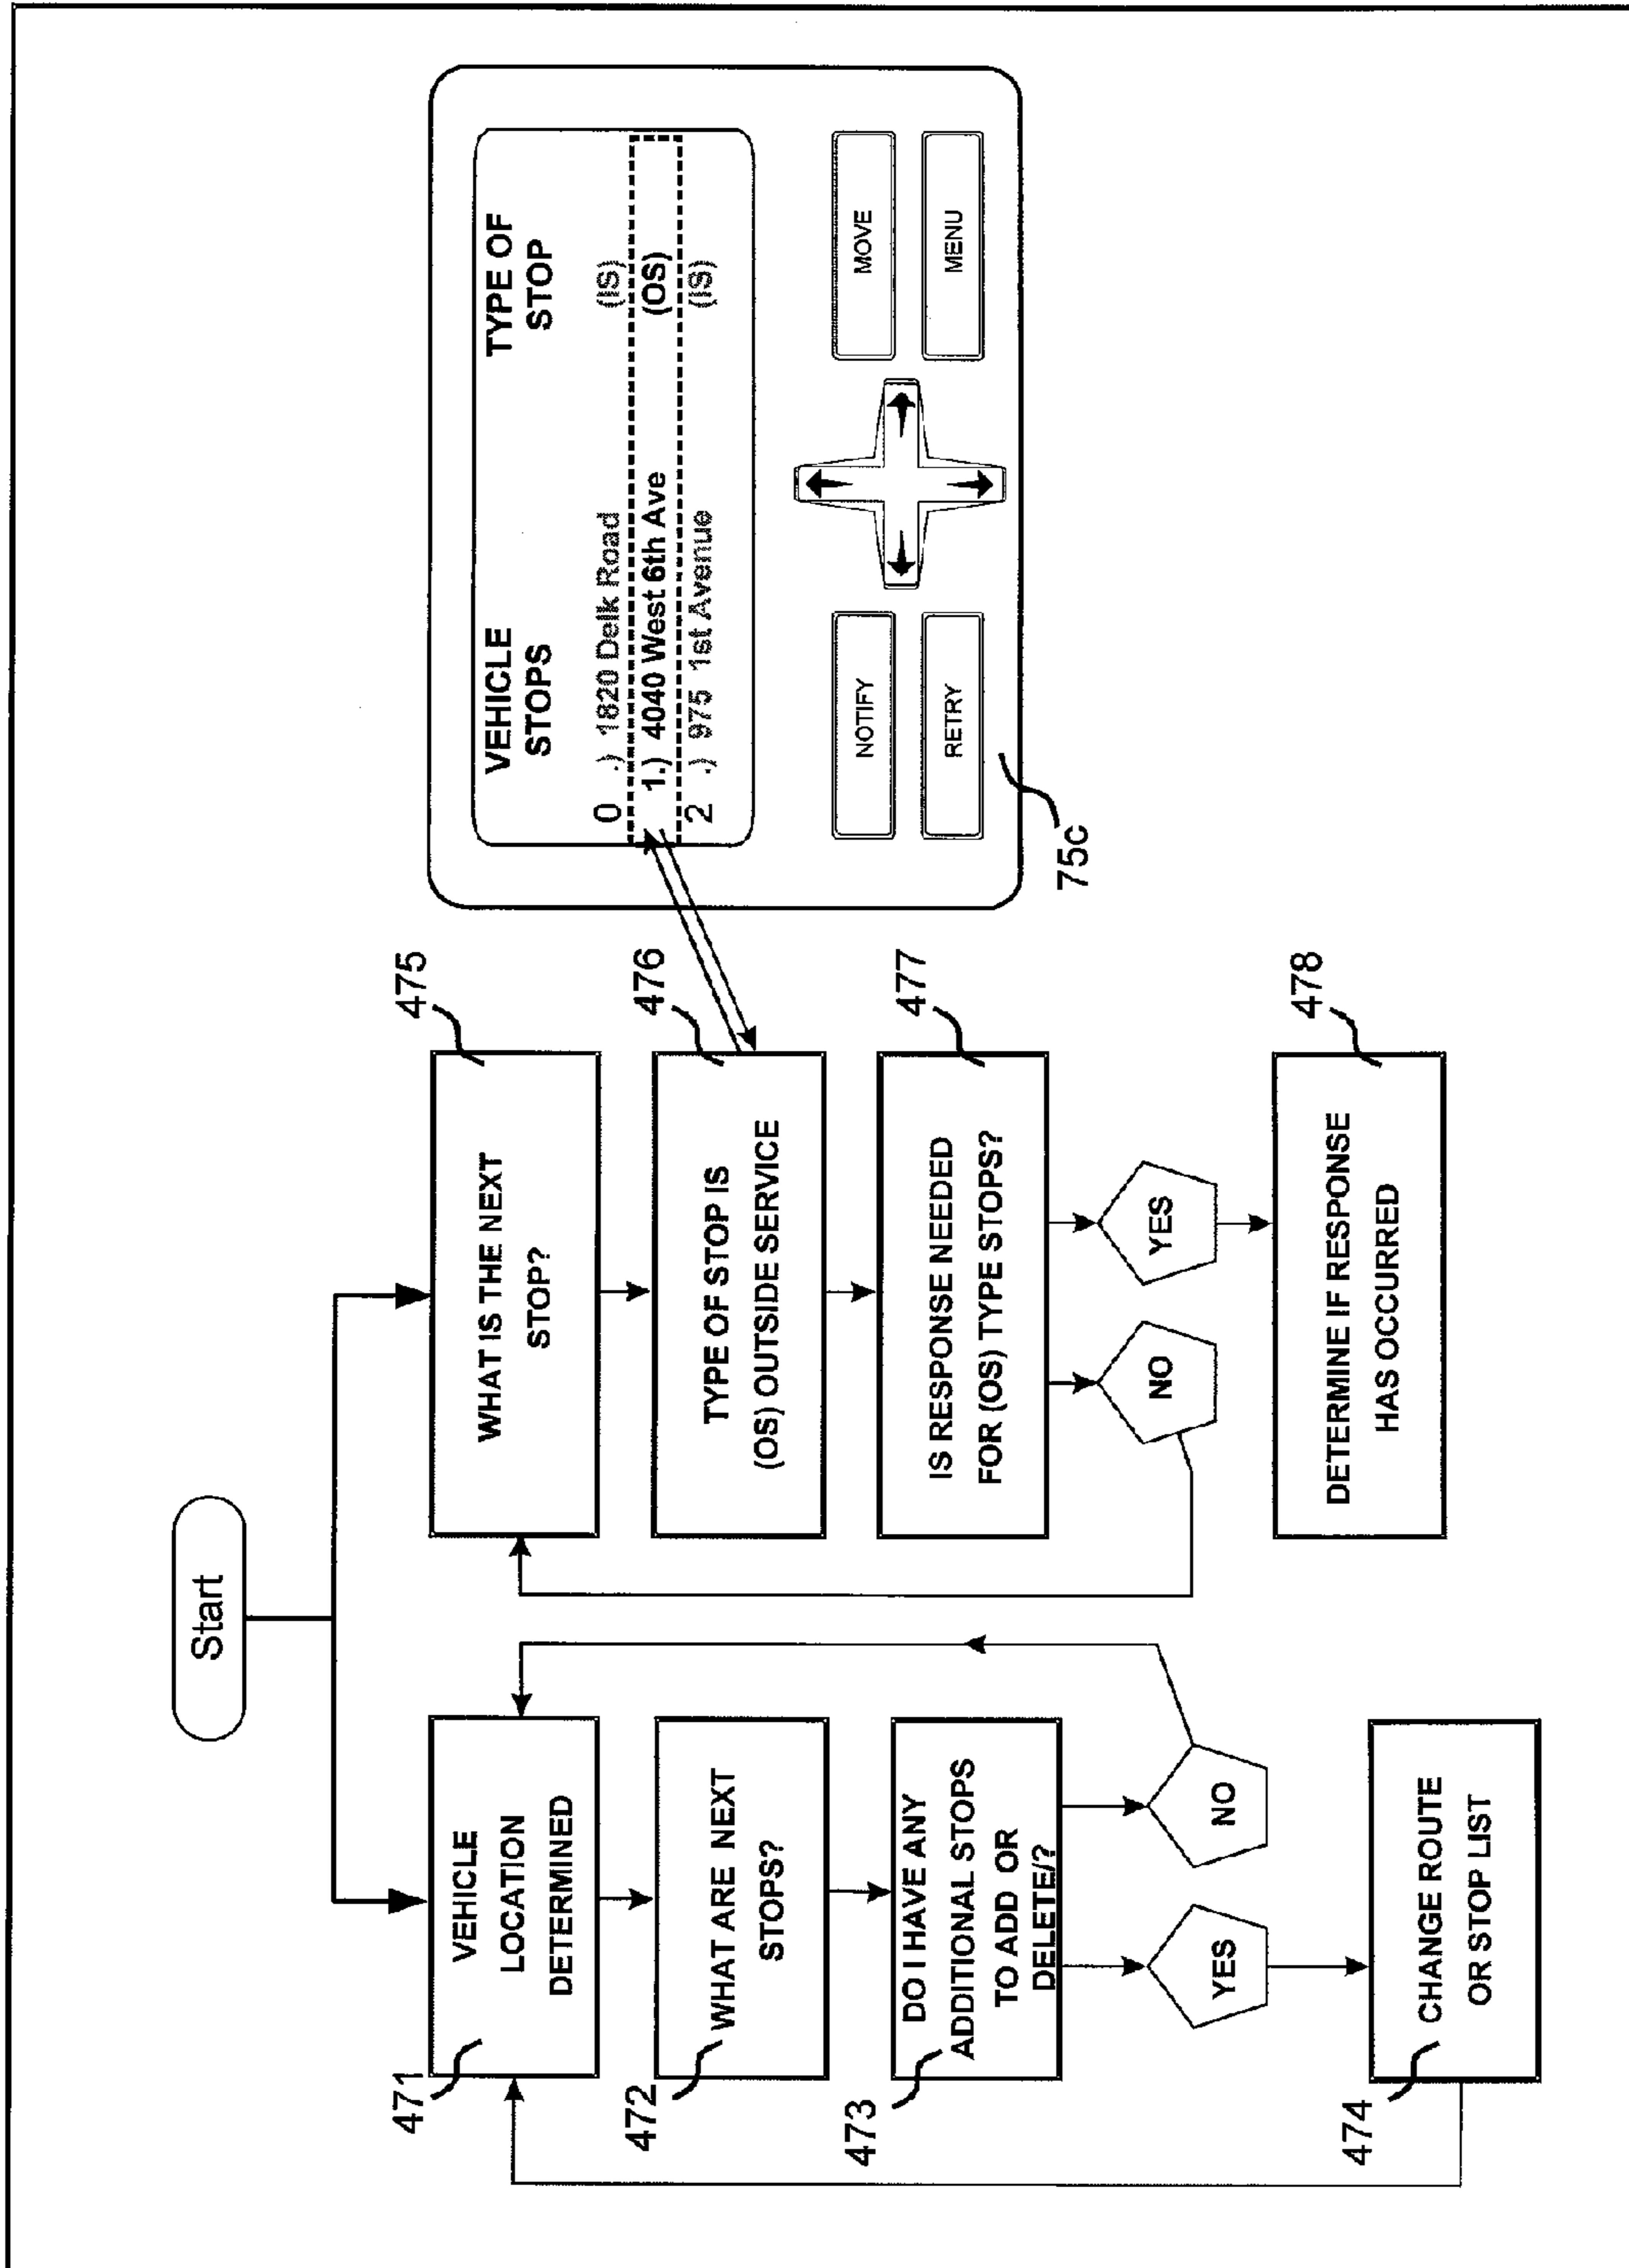 Start
471
VEHICLE
LOCATION
DETERMINED
472
WHAT ARE NEXT
STOPS?
473
DO I HAVE ANY
ADDITIONAL STOPS
TO ADD OR
DELETE/?
YES
NO
474
CHANGE ROUTE
OR STOP LIST
475
WHAT IS THE NEXT
STOP?
476
TYPE OF STOP IS
(OS) OUTSIDE SERVICE
477
IS RESPONSE NEEDED
FOR (OS) TYPE STOPS?
NO
YES
478
DETERMINE IF RESPONSE
HAS OCCURRED
VEHICLE STOPS
TYPE OF STOP
0 .) 1820 Delk Road (IS)
1.) 4040 West 6th Ave (OS)
2 .) 975 1st Avenue (IS)
NOTIFY
MOVE
RETRY
MENU
75c